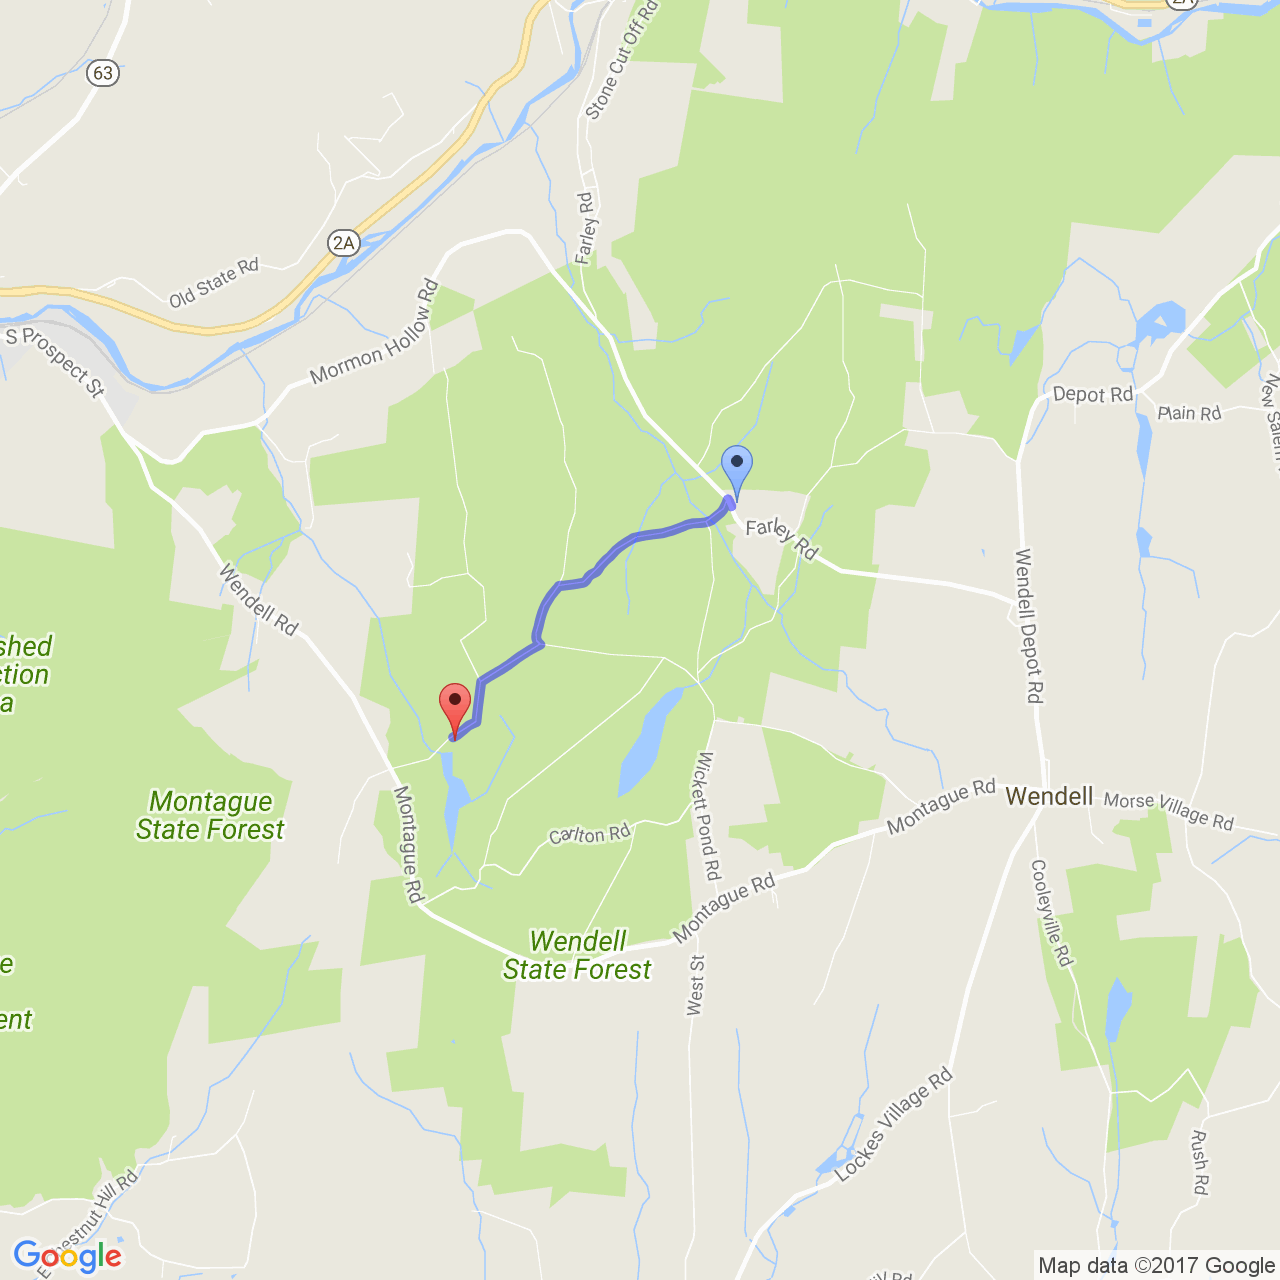 2A
Stone Cut Off Rd
63
Farley Rd
2A
Old State Rd
Mormon Hollow Rd
S Prospect St
Depot Rd
Plain Rd
New Salem
Farley Rd
Wendell Rd
Wendell Depot Rd
shed
ction
a
Montague
State Forest
Montague Rd
Wickett Pond Rd
Carlton Rd
Montague Rd
Wendell
Morse Village Rd
Montague Rd
Cooleyville Rd
Wendell
State Forest
West St
e
ent
Lockes Village Rd
Rush Rd
estnut Hill Rd
Google
Map data ©2017 Google